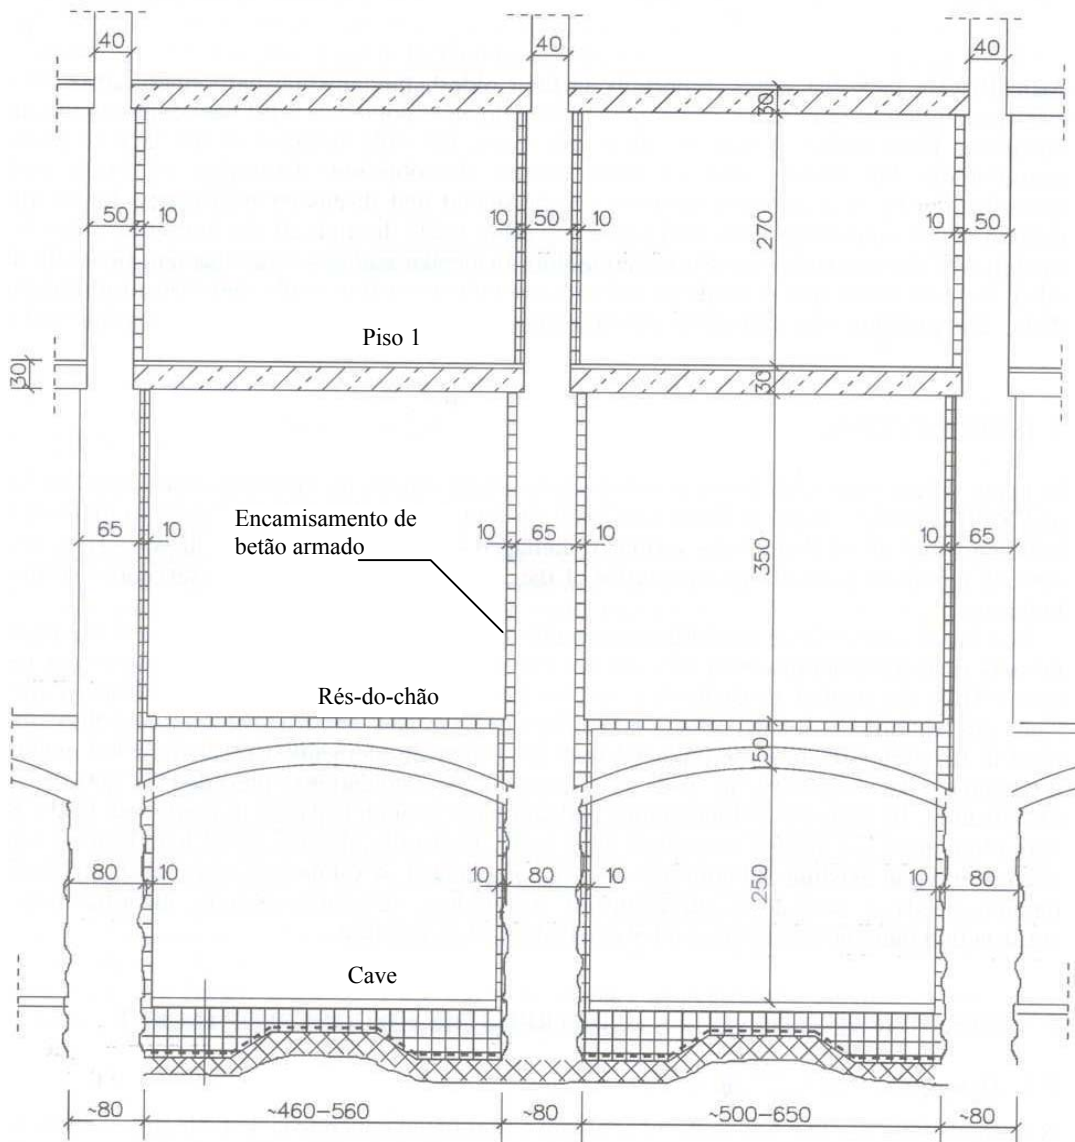 40 40 40
30
50 10 10 50 10 270 10 50
Piso 1
30 30
Encamisamento de
betão armado
65 10 10 65 10 350 10 65
Rés-do-chão
50
80 10 10 80 10 250 10 80
Cave
~80 ~460-560 ~80 ~500-650 ~80